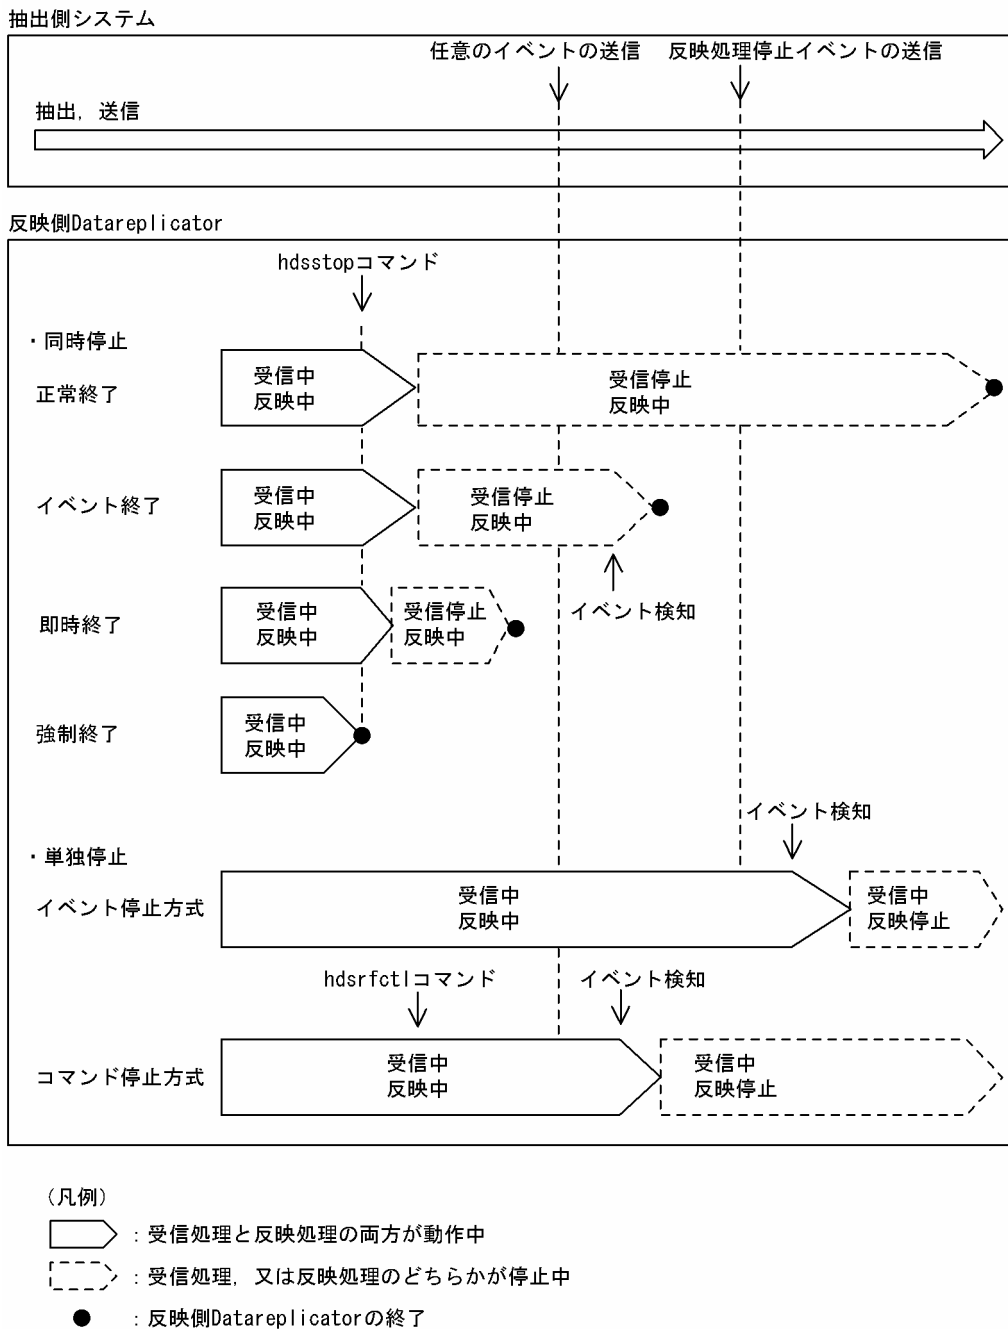 抽出側システム
任意のイベントの送信
反映処理停止イベントの送信
抽出，送信
反映側Datareplicator
hdsstopコマンド
・同時停止
正常終了
受信中
反映中
受信停止
反映中
イベント終了
受信中
反映中
受信停止
反映中
イベント検知
即時終了
受信中
反映中
受信停止
反映中
強制終了
受信中
反映中
イベント検知
・単独停止
イベント停止方式
受信中
反映中
受信中
反映停止
hdsrfctlコマンド
イベント検知
コマンド停止方式
受信中
反映中
受信中
反映停止
（凡例）
：受信処理と反映処理の両方が動作中
：受信処理，又は反映処理のどちらかが停止中
：反映側Datareplicatorの終了